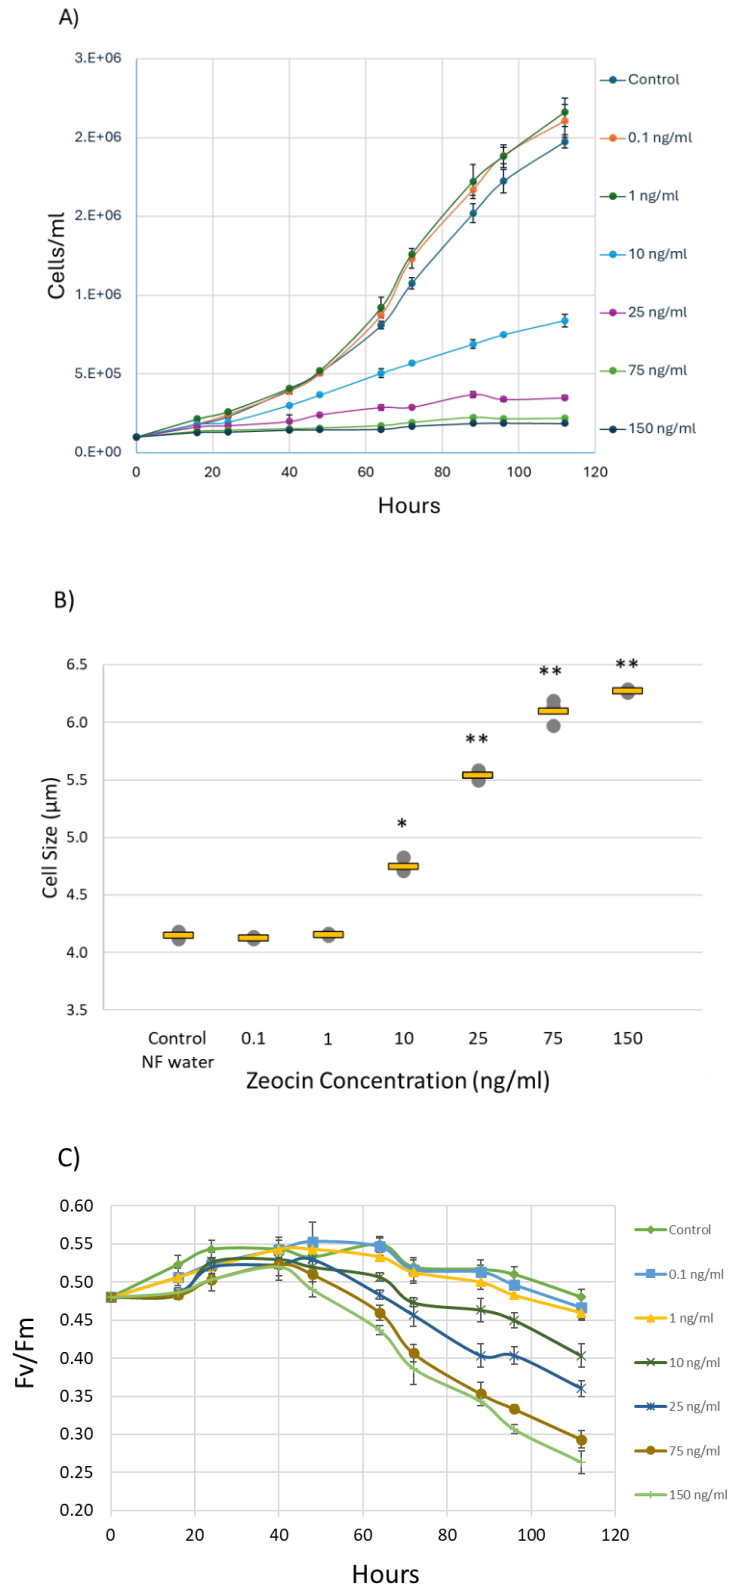 A)
3.E+06
2.E+06
2.E+06
1.E+06
5.E+05
0.E+00
Cells/ml
0 20 40 60 80 100 120
Hours
Control
0.1 ng/ml
1 ng/ml
10 ng/ml
25 ng/ml
75 ng/ml
150 ng/ml
B)
6.5
6.0
5.5
5.0
4.5
4.0
3.5
Cell Size (μm)
*
**
**
**
Control 0.1 1 10 25 75 150
NF water
Zeocin Concentration (ng/ml)
C)
0.60
0.55
0.50
0.45
0.40
0.35
0.30
0.25
0.20
Fv/Fm
0 20 40 60 80 100 120
Hours
Control
0.1 ng/ml
1 ng/ml
10 ng/ml
25 ng/ml
75 ng/ml
150 ng/ml